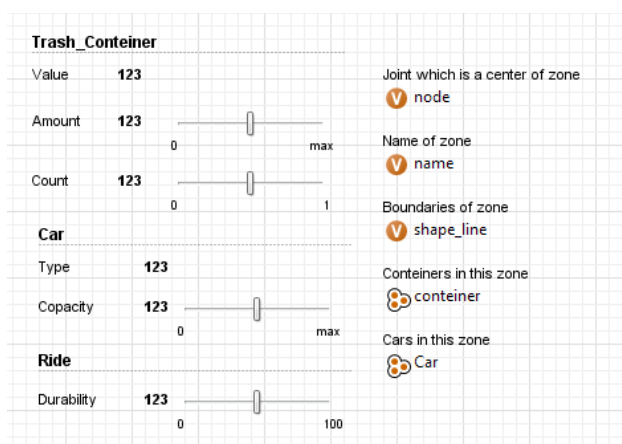 Trash_Conteiner
Value 123
Amount 123
0 max
Count 123
0 1
Car
Type 123
Copacity 123
0 max
Ride
Durability 123
0 100
Joint which is a center of zone
V node
Name of zone
V name
Boundaries of zone
V shape_line
Conteiners in this zone
conteiner
Cars in this zone
Car